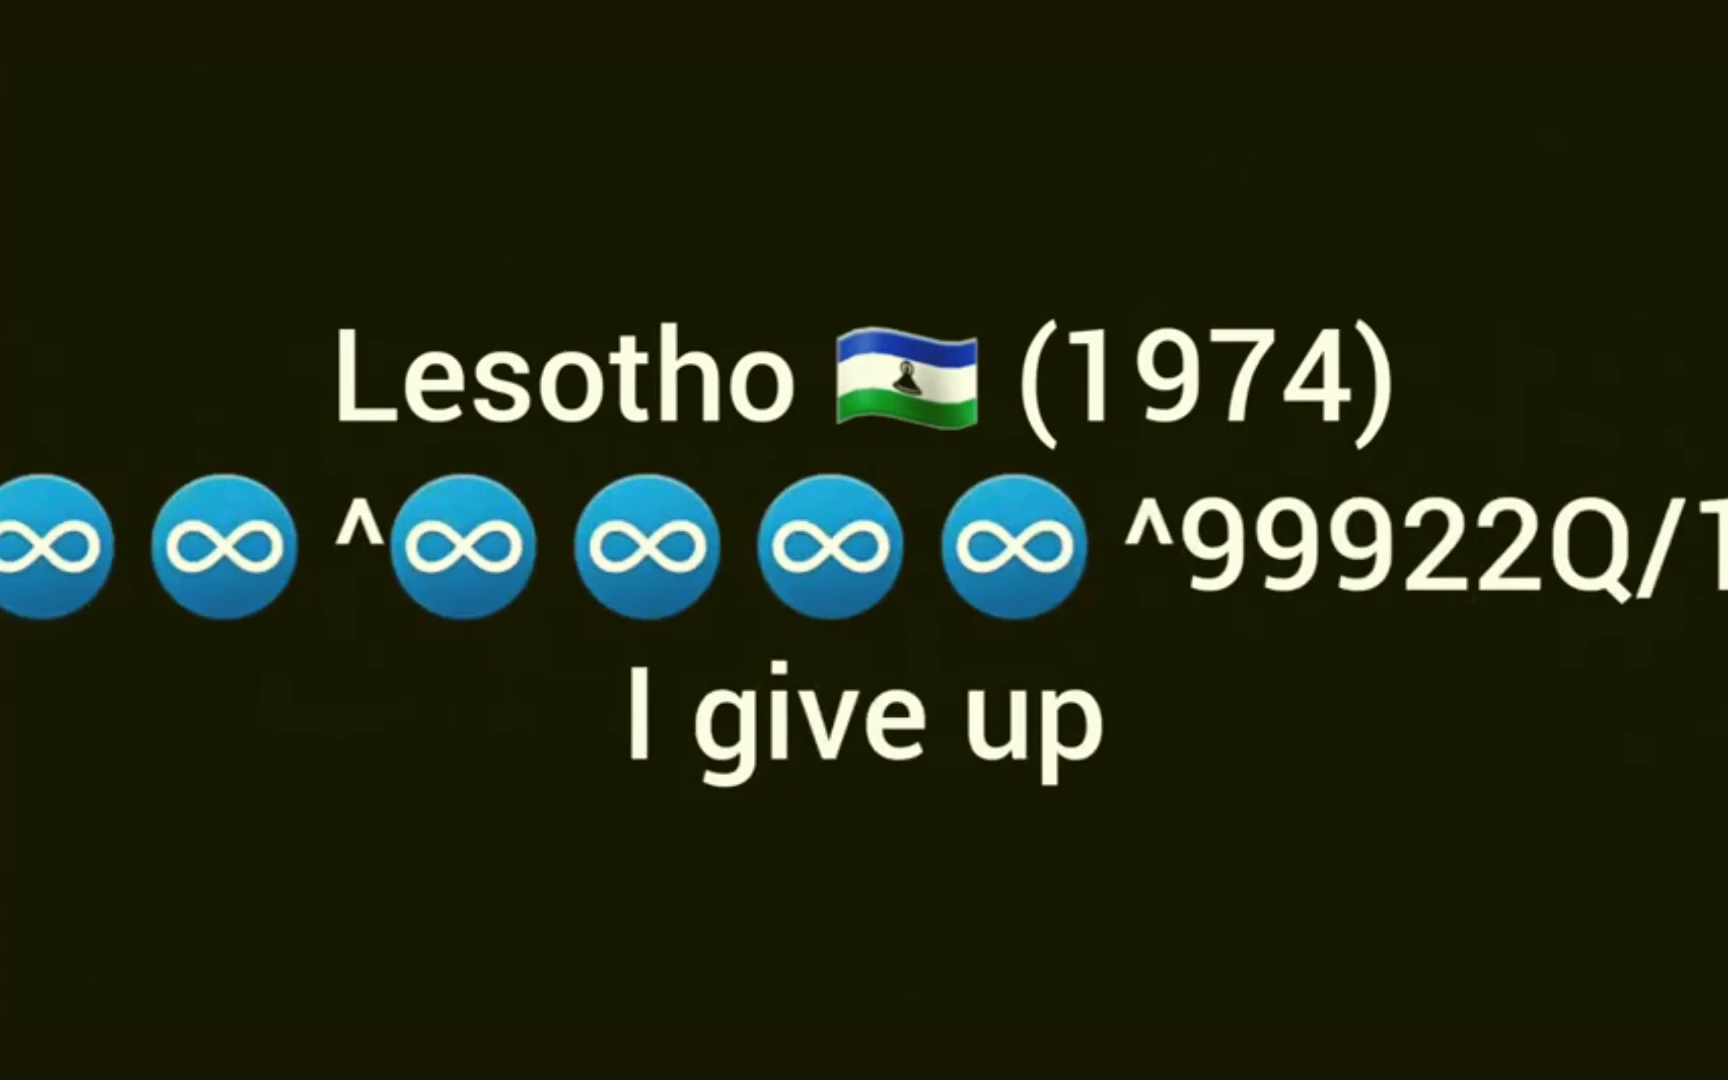 Lesotho 🇱🇸 (1974)
♾️ ♾️ ^♾️ ♾️ ♾️ ♾️ ^99922Q/1
I give up